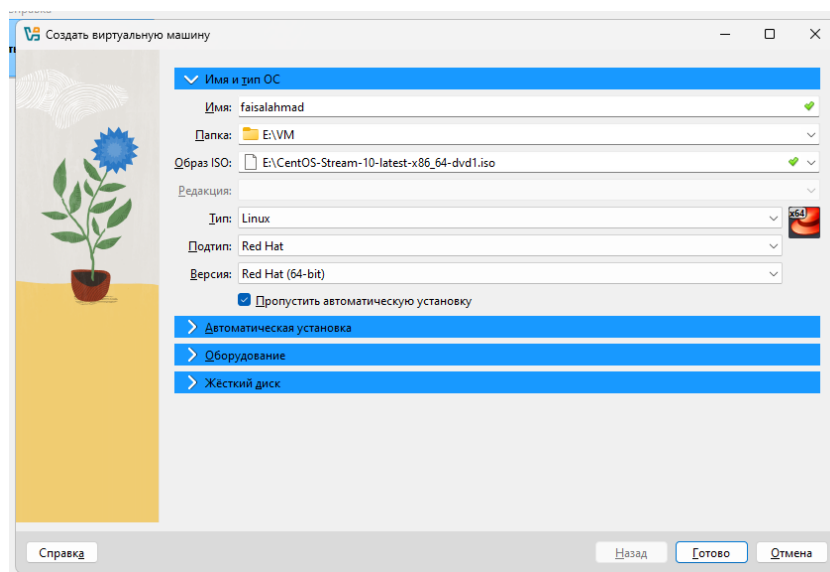 Создать виртуальную машину
Имя и тип ОС
Имя: faisalahmad
Папка: E:\VM
Образ ISO: E:\CentOS-Stream-10-latest-x86_64-dvd1.iso
Редакция:
Тип: Linux
x64
Подтип: Red Hat
Версия: Red Hat (64-bit)
Пропустить автоматическую установку
Автоматическая установка
Оборудование
Жёсткий диск
Справка Назад Готово Отмена